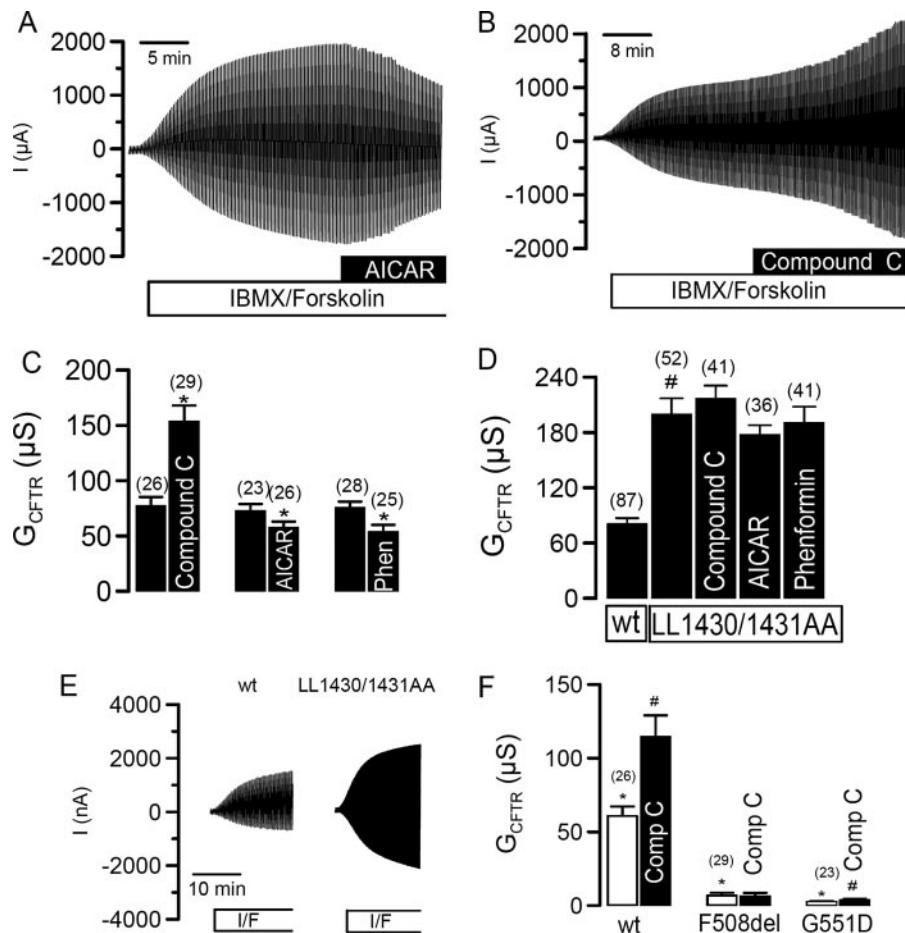 A
I (µA)
2000
1000
0
-1000
-2000
5 min
AICAR
IBMX/Forskolin
B
I (µA)
2000
1000
0
-1000
-2000
8 min
Compound C
IBMX/Forskolin
C
GCFTR (µS)
200
150
100
50
0
(26)
(29)
*
Compound C
(23)
(26)
*
AICAR
(28)
(25)
*
Phen
D
GCFTR (µS)
240
180
120
60
0
(87)
(52)
#
(41)
Compound C
(36)
AICAR
(41)
Phenformin
wt
LL1430/1431AA
E
wt
LL1430/1431AA
I (nA)
4000
2000
0
-2000
-4000
10 min
I/F
I/F
F
GCFTR (µS)
150
100
50
0
(26)
*
#
Comp C
(29)
*
Comp C
(23)
*
#
Comp C
wt
F508del
G551D